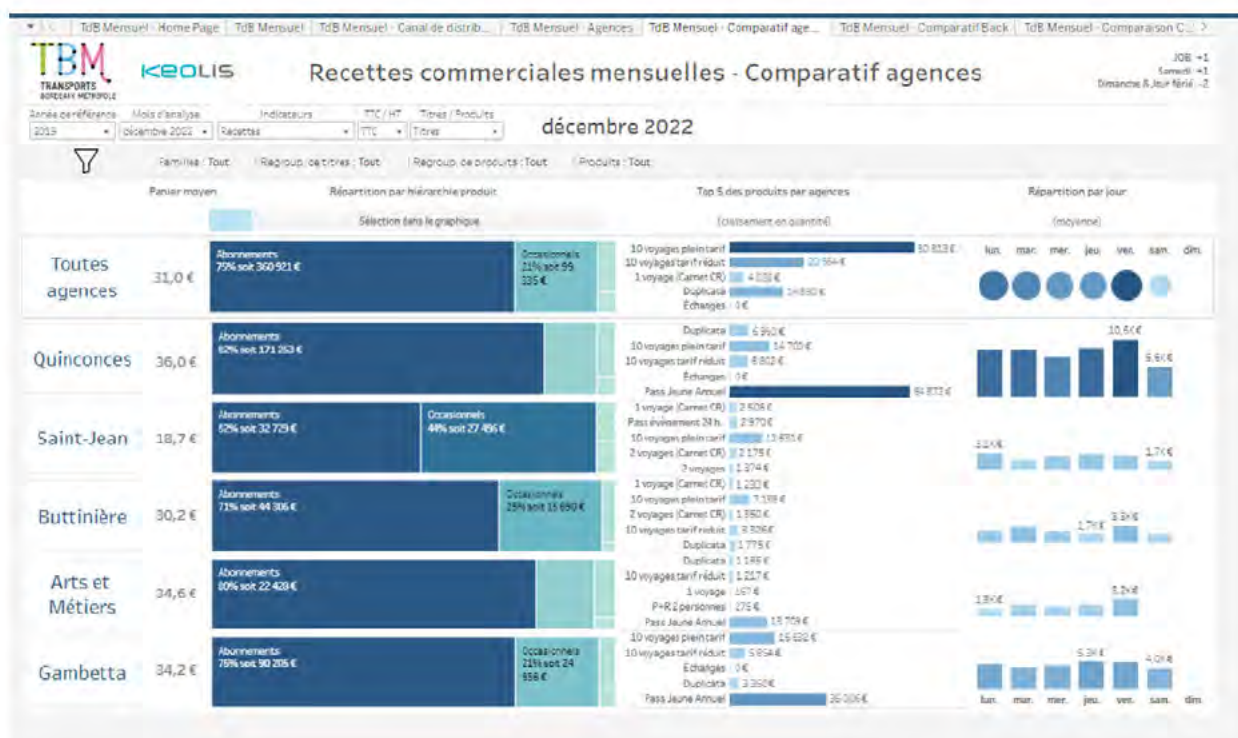 TdB Mensuel - Home Page TdB Mensuel TdB Mensuel - Canal de distrib... TdB Mensuel - Agences TdB Mensuel - Comparatif age... TdB Mensuel - Comparatif Back TdB Mensuel - Comparaison C...
TBM
TRANSPORTS
BORDEAUX MÉTROPOLE
KEOLIS
Recettes commerciales mensuelles - Comparatif agences
JOB
Samedi
Dimanche & Jour férié
Année de référence Mois d'analyse Indicateurs TTC / HT Titres / Produits
2019 décembre 2022 Recettes TTC Titres
décembre 2022
Familles : Tout Regroup. de titres : Tout Regroup. de produits : Tout Produits : Tout
Panier moyen Répartition par hiérarchie produit Top 5 des produits par agences Répartition par jour
Sélection dans le graphique (classement en quantité) (moyenne)
Toutes agences
31,0 €
Abonnements
79% soit 360 921 €
Occasionnels
21% soit 99
335 €
10 voyages plein tarif
10 voyages tarif réduit
1 voyage (Carnet CR)
Duplicata
Échanges 0 €
lun. mar. mer. jeu. ven. sam. dim.
Quinconces
36,0 €
Abonnements
82% soit 171 263 €
Duplicata
10 voyages plein tarif
10 voyages tarif réduit
Échanges 0 €
Pass Jeune Annuel
Saint-Jean
18,7 €
Abonnements
52% soit 32 729 €
Occasionnels
44% soit 27 456 €
1 voyage (Carnet CR)
Pass évènement 24 h. 2 970 €
10 voyages plein tarif
2 voyages (Carnet CR) 2 175 €
2 voyages 1 374 €
Buttinière
30,2 €
Abonnements
71% soit 44 306 €
Occasionnels
25% soit 15 690 €
1 voyage (Carnet CR)
10 voyages plein tarif
2 voyages (Carnet CR)
10 voyages tarif réduit
Duplicata 1 775 €
Arts et Métiers
34,6 €
Abonnements
80% soit 22 428 €
Duplicata
10 voyages tarif réduit 1 217 €
1 voyage
P+R 2 personnes
Pass Jeune Annuel
Gambetta
34,2 €
Abonnements
75% soit 90 205 €
Occasionnels
21% soit 24
956 €
10 voyages plein tarif
10 voyages tarif réduit
Échanges 0 €
Duplicata
Pass Jeune Annuel
lun. mar. mer. jeu. ven. sam. dim.